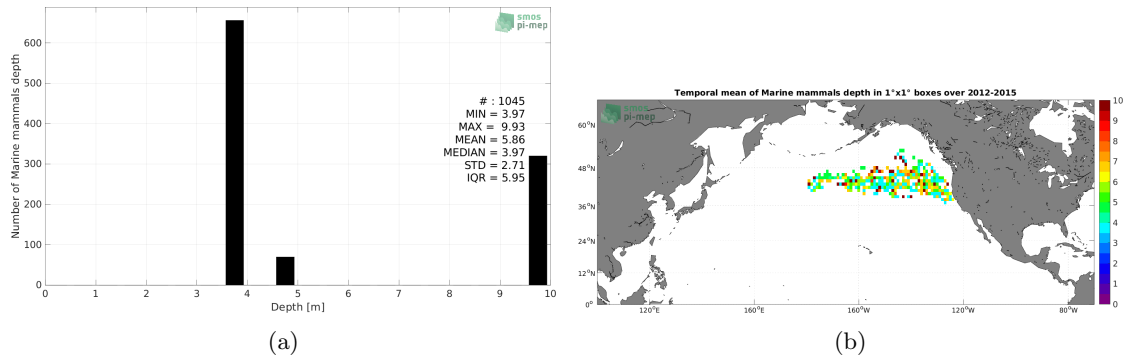 smos
pi-mep
Number of Marine mammals depth
600
500
400
300
200
100
0
# : 1045
MIN = 3.97
MAX = 9.93
MEAN = 5.86
MEDIAN = 3.97
STD = 2.71
IQR = 5.95
0 1 2 3 4 5 6 7 8 9 10
Depth [m]
(a)
Temporal mean of Marine mammals depth in 1°x1° boxes over 2012-2015
smos
pi-mep
60°N
48°N
36°N
24°N
12°N
0°
120°E 160°E 160°W 120°W 80°W
10
9
8
7
6
5
4
3
2
1
0
(b)